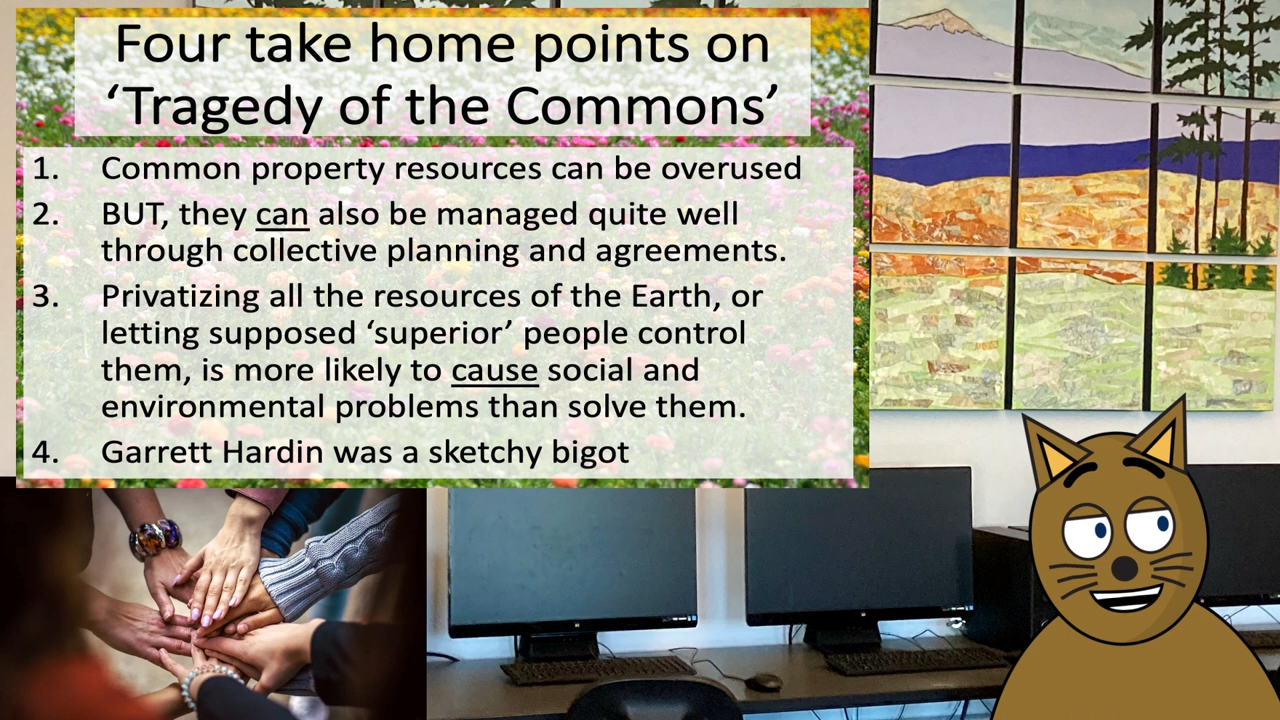 Four take home points on
‘Tragedy of the Commons’
1. Common property resources can be overused
2. BUT, they can also be managed quite well
through collective planning and agreements.
3. Privatizing all the resources of the Earth, or
letting supposed ‘superior’ people control
them, is more likely to cause social and
environmental problems than solve them.
4. Garrett Hardin was a sketchy bigot